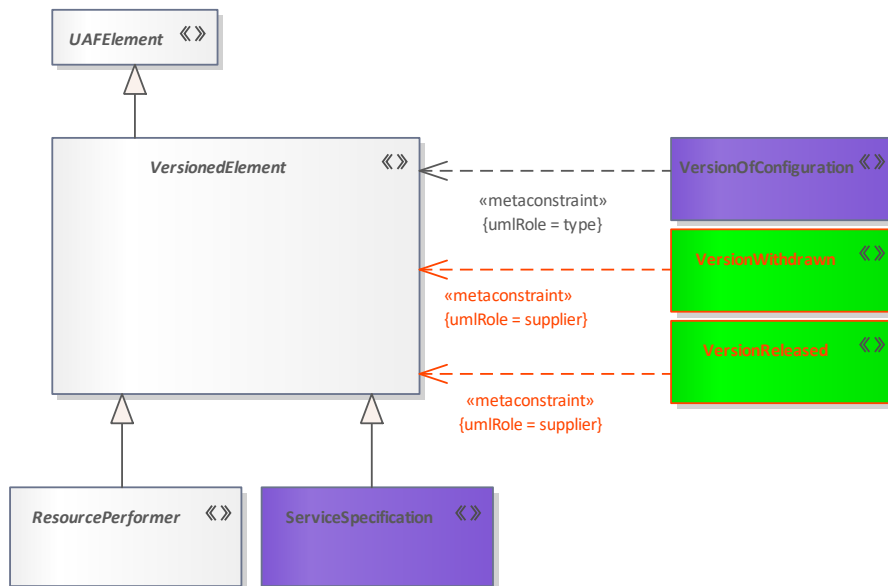 UAFElement «»
VersionedElement «»
VersionOfConfiguration «»
«metaconstraint»
{umlRole = type}
VersionWithdrawn «»
«metaconstraint»
{umlRole = supplier}
VersionReleased «»
«metaconstraint»
{umlRole = supplier}
ResourcePerformer «»
ServiceSpecification «»